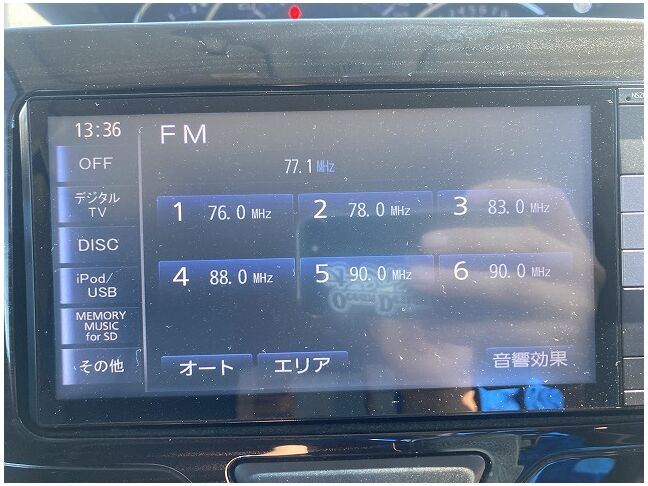 13:36
FM
OFF
77.1MHz
デジタル
TV
1 76.0 MHz
2 78.0 MHz
3 83.0 MHz
DISC
iPod/
USB
4 88.0 MHz
5 90.0 MHz
6 90.0 MHz
MEMORY
MUSIC
for SD
その他
オート
エリア
音響効果